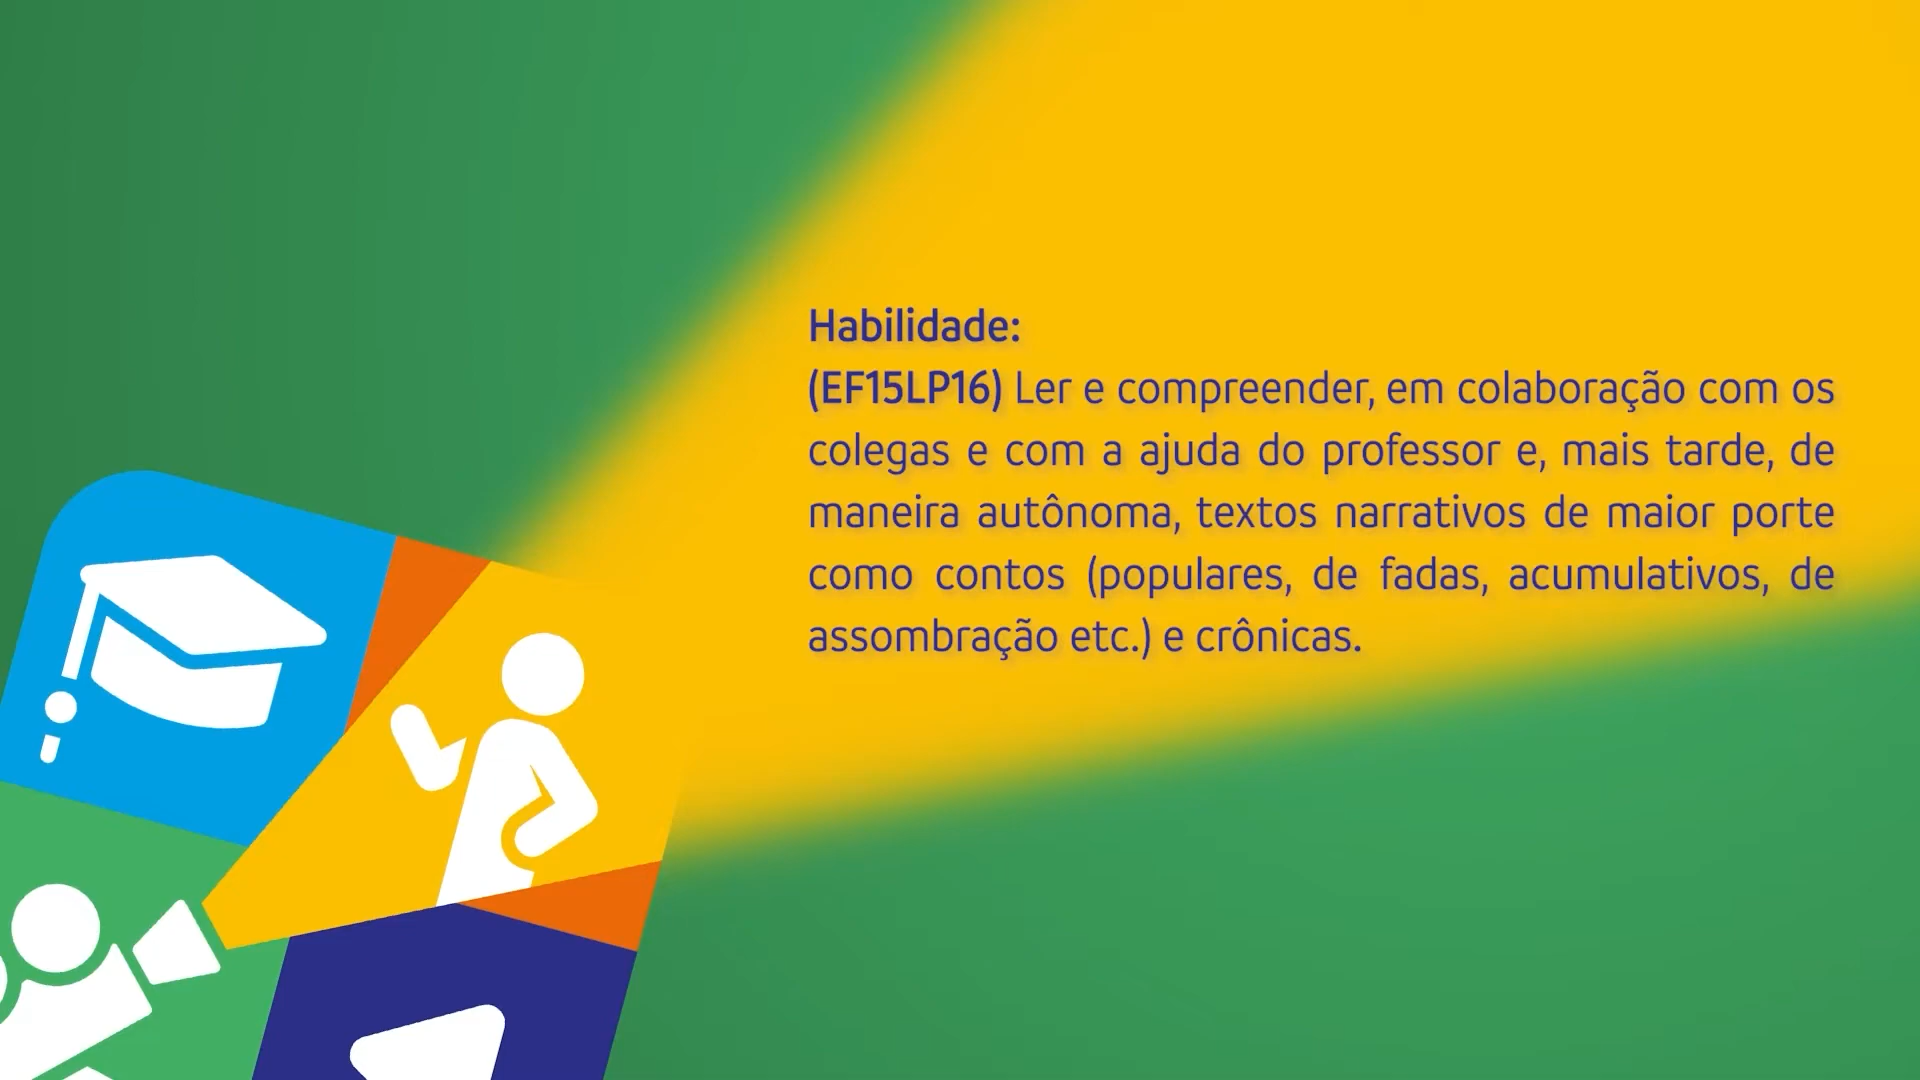 Habilidade:
(EF15LP16) Ler e compreender, em colaboração com os
colegas e com a ajuda do professor e, mais tarde, de
maneira autônoma, textos narrativos de maior porte
como contos (populares, de fadas, acumulativos, de
assombração etc.) e crônicas.